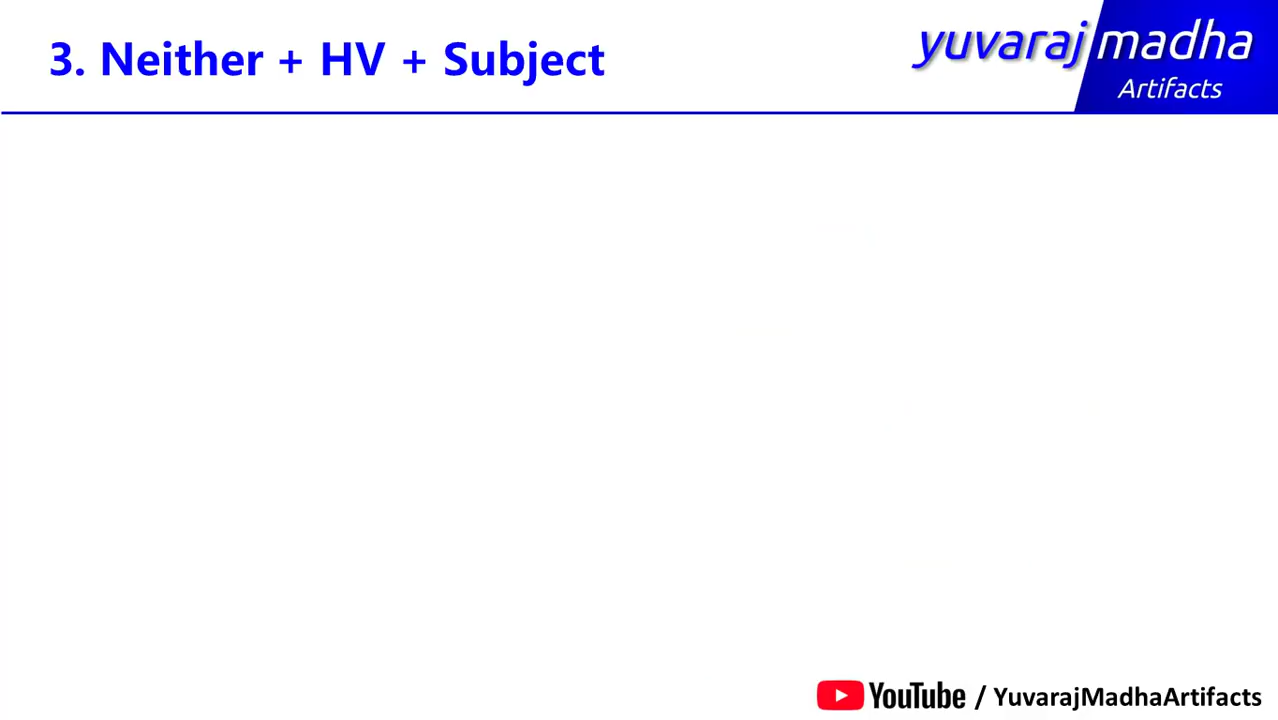 3. Neither + HV + Subject
yuvaraj madha
Artifacts
YouTube / YuvarajMadhaArtifacts